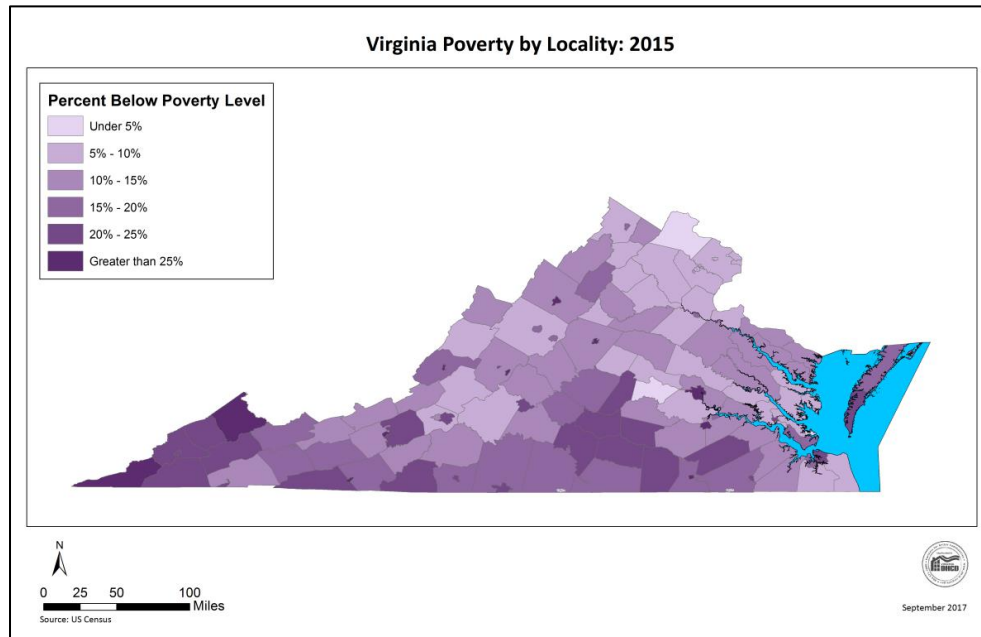 Virginia Poverty by Locality: 2015
Percent Below Poverty Level
Under 5%
5% - 10%
10% - 15%
15% - 20%
20% - 25%
Greater than 25%
N
0 25 50 100
Miles
Source: US Census
DHCD
September 2017